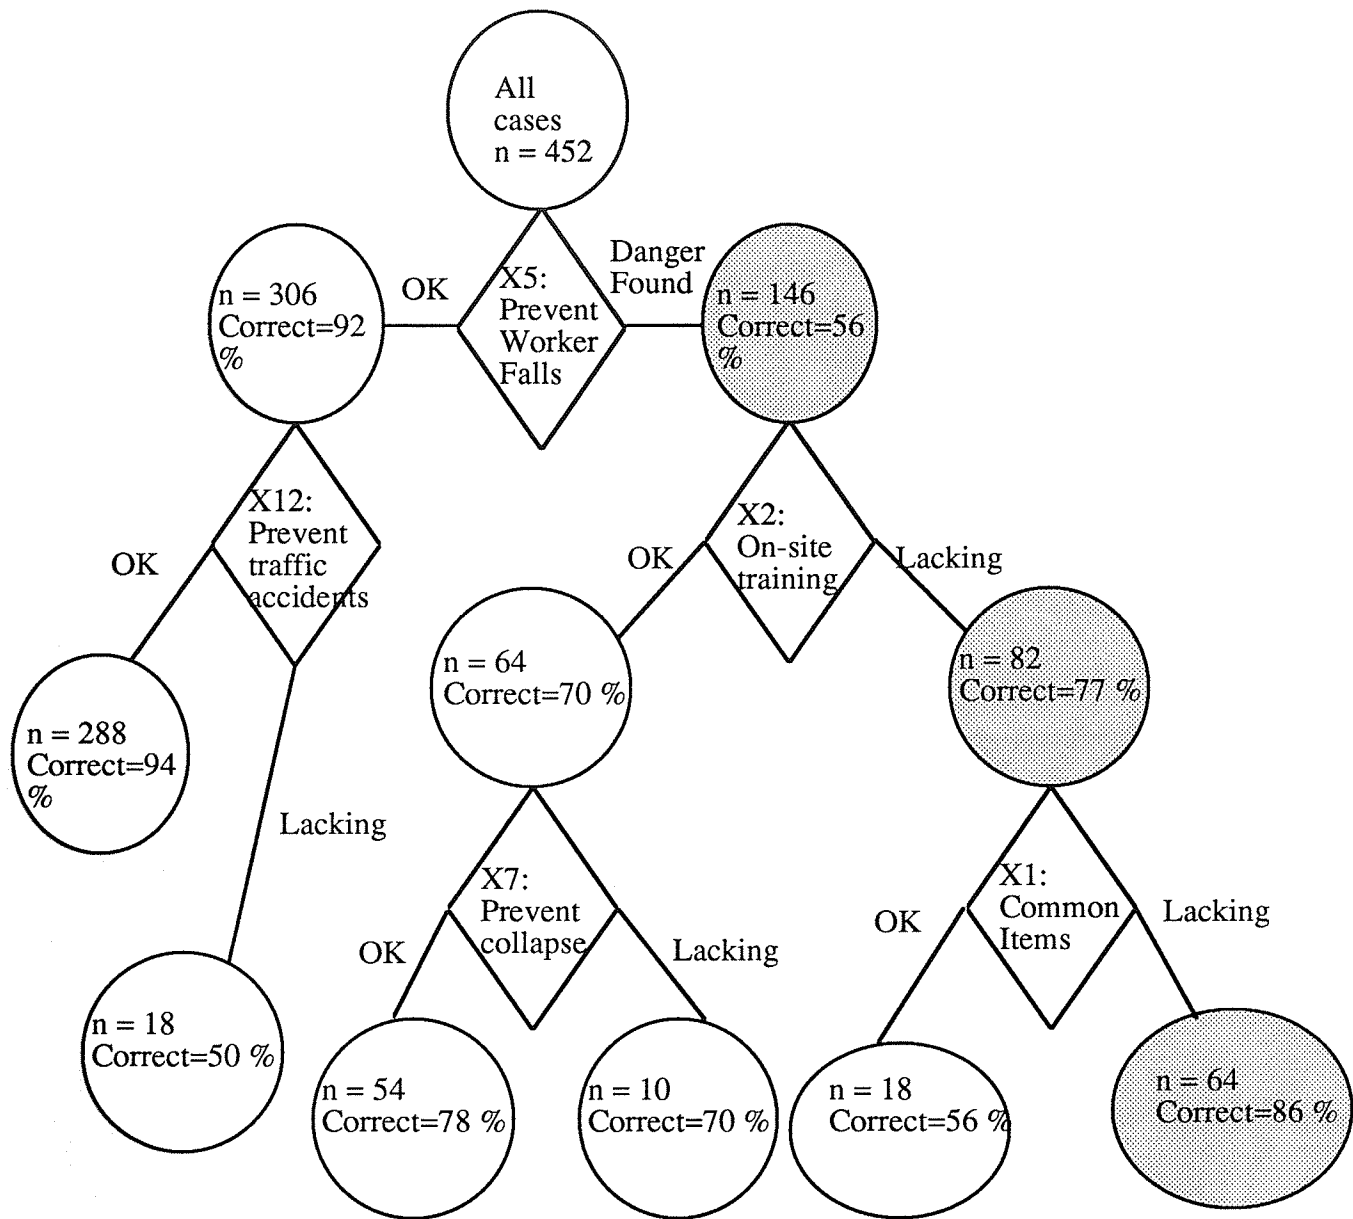 All
cases
n = 452
OK
X5:
Prevent
Worker
Falls
Danger
Found
n = 306
Correct=92
%
n = 146
Correct=56
%
OK
X12:
Prevent
traffic
accidents
OK
X2:
On-site
training
Lacking
n = 64
Correct=70 %
n = 82
Correct=77 %
n = 288
Correct=94
%
Lacking
OK
X7:
Prevent
collapse
Lacking
OK
X1:
Common
Items
Lacking
n = 18
Correct=50 %
n = 54
Correct=78 %
n = 10
Correct=70 %
n = 18
Correct=56 %
n = 64
Correct=86 %